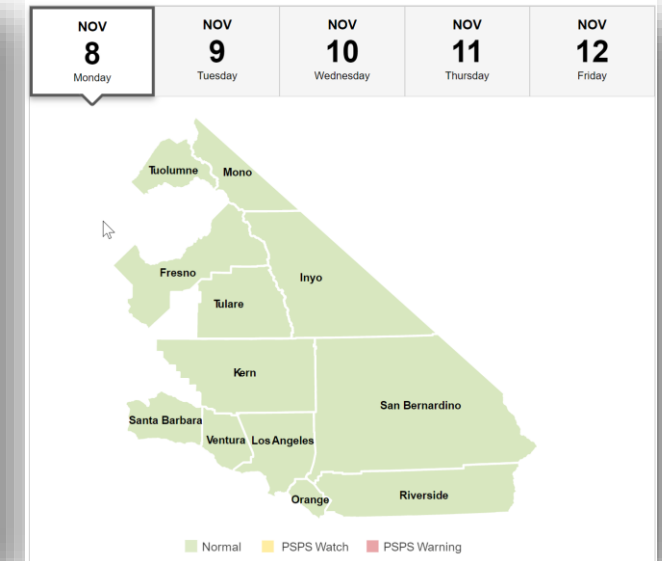 NOV NOV NOV NOV NOV
8 9 10 11 12
Monday Tuesday Wednesday Thursday Friday
Tuolumne Mono
Fresno Inyo
Tulare
Kern
San Bernardino
Santa Barbara
Ventura Los Angeles
Orange Riverside
Normal PSPS Watch PSPS Warning